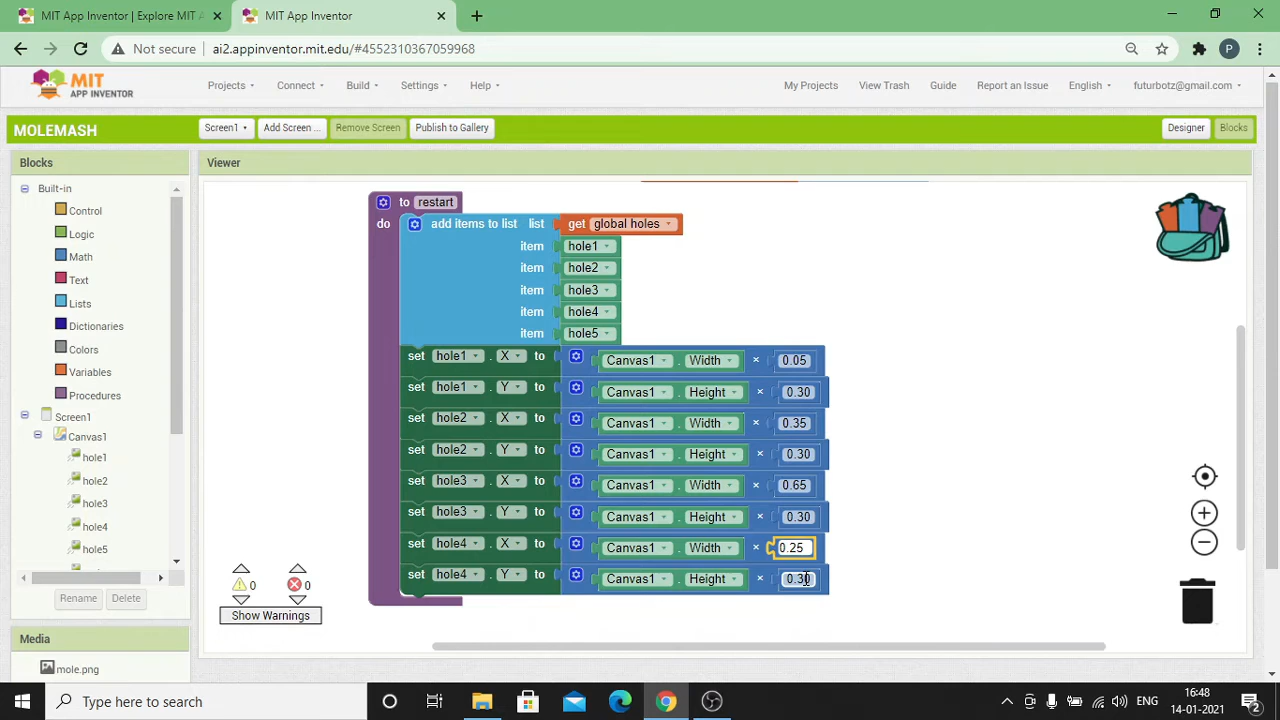 MIT App Inventor | Explore MIT A
MIT App Inventor
Not secure ai2.appinventor.mit.edu/#4552310367059968
P
MIT
APP INVENTOR
Projects Connect Build Settings Help My Projects View Trash Guide Report an Issue English futurbotz@gmail.com
MOLEMASH Screen1 Add Screen ... Remove Screen Publish to Gallery Designer Blocks
Blocks Viewer
Built-in
Control
Logic
Math
Text
Lists
Dictionaries
Colors
Variables
Procedures
Screen1
Canvas1
hole1
hole2
hole3
hole4
hole5
Rename Delete
Media
mole.png
to restart
do add items to list list get global holes
item hole1
item hole2
item hole3
item hole4
item hole5
set hole1 . X to Canvas1 . Width × 0.05
set hole1 . Y to Canvas1 . Height × 0.30
set hole2 . X to Canvas1 . Width × 0.35
set hole2 . Y to Canvas1 . Height × 0.30
set hole3 . X to Canvas1 . Width × 0.65
set hole3 . Y to Canvas1 . Height × 0.30
set hole4 . X to Canvas1 . Width × 0.25
set hole4 . Y to Canvas1 . Height × 0.30
0 0
Show Warnings
Type here to search
ENG
16:48
14-01-2021
2